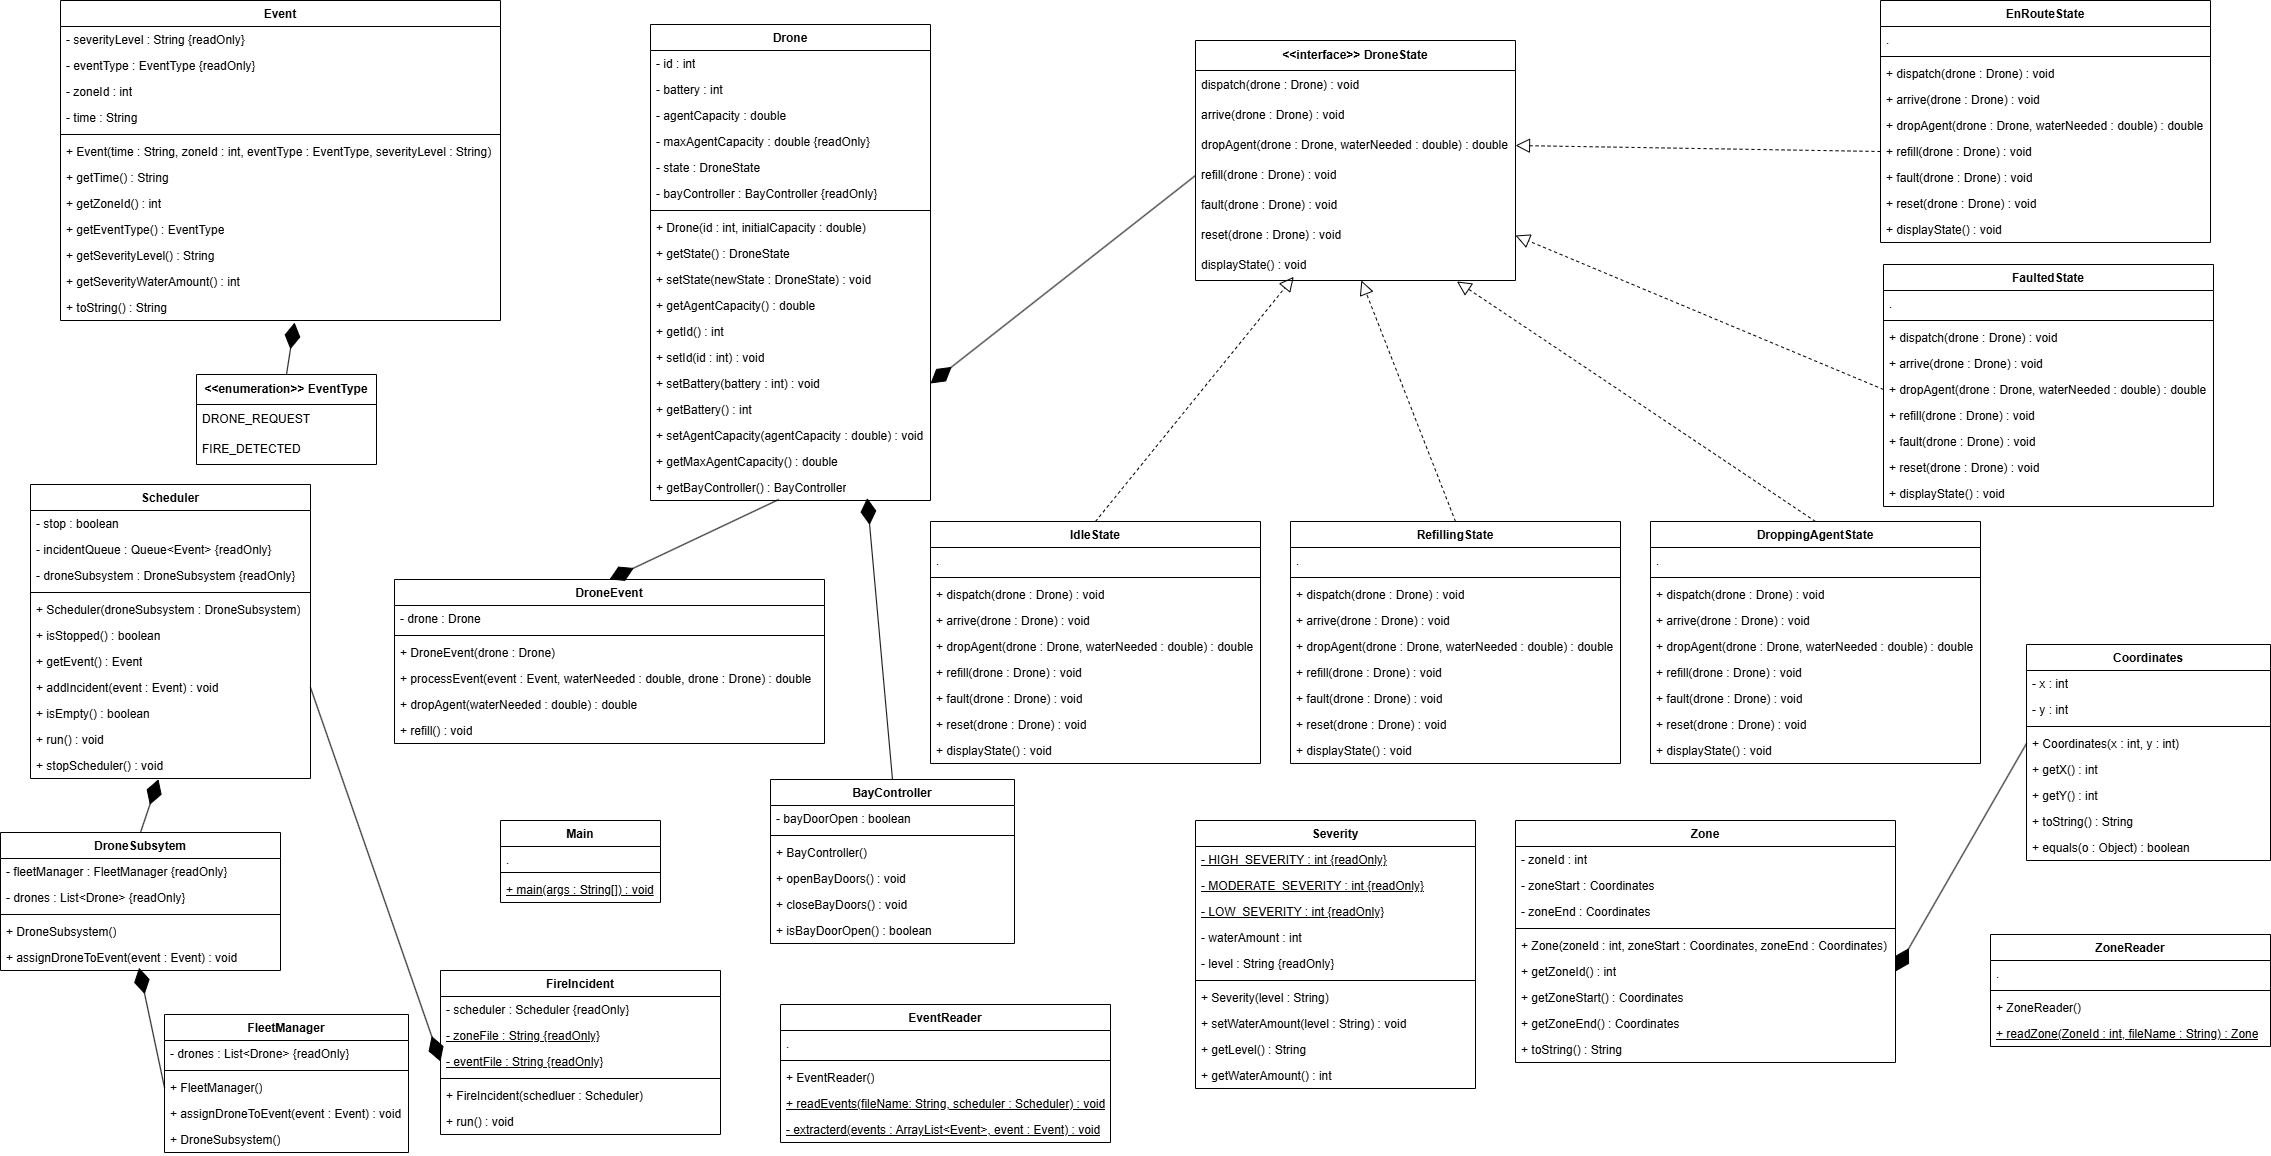 Event
- severityLevel : String {readOnly}
- eventType : EventType {readOnly}
- zoneId : int
- time : String
+ Event(time : String, zoneId : int, eventType : EventType, severityLevel : String)
+ getTime() : String
+ getZoneId() : int
+ getEventType() : EventType
+ getSeverityLevel() : String
+ getSeverityWaterAmount() : int
+ toString() : String
<<enumeration>> EventType
DRONE_REQUEST
FIRE_DETECTED
Drone
- id : int
- battery : int
- agentCapacity : double
- maxAgentCapacity : double {readOnly}
- state : DroneState
- bayController : BayController {readOnly}
+ Drone(id : int, initialCapacity : double)
+ getState() : DroneState
+ setState(newState : DroneState) : void
+ getAgentCapacity() : double
+ getId() : int
+ setId(id : int) : void
+ setBattery(battery : int) : void
+ getBattery() : int
+ setAgentCapacity(agentCapacity : double) : void
+ getMaxAgentCapacity() : double
+ getBayController() : BayController
<<interface>> DroneState
dispatch(drone : Drone) : void
arrive(drone : Drone) : void
dropAgent(drone : Drone, waterNeeded : double) : double
refill(drone : Drone) : void
fault(drone : Drone) : void
reset(drone : Drone) : void
displayState() : void
EnRouteState
.
+ dispatch(drone : Drone) : void
+ arrive(drone : Drone) : void
+ dropAgent(drone : Drone, waterNeeded : double) : double
+ refill(drone : Drone) : void
+ fault(drone : Drone) : void
+ reset(drone : Drone) : void
+ displayState() : void
FaultedState
.
+ dispatch(drone : Drone) : void
+ arrive(drone : Drone) : void
+ dropAgent(drone : Drone, waterNeeded : double) : double
+ refill(drone : Drone) : void
+ fault(drone : Drone) : void
+ reset(drone : Drone) : void
+ displayState() : void
Scheduler
- stop : boolean
- incidentQueue : Queue<Event> {readOnly}
- droneSubsystem : DroneSubsystem {readOnly}
+ Scheduler(droneSubsystem : DroneSubsystem)
+ isStopped() : boolean
+ getEvent() : Event
+ addIncident(event : Event) : void
+ isEmpty() : boolean
+ run() : void
+ stopScheduler() : void
DroneEvent
- drone : Drone
+ DroneEvent(drone : Drone)
+ processEvent(event : Event, waterNeeded : double, drone : Drone) : double
+ dropAgent(waterNeeded : double) : double
+ refill() : void
IdleState
.
+ dispatch(drone : Drone) : void
+ arrive(drone : Drone) : void
+ dropAgent(drone : Drone, waterNeeded : double) : double
+ refill(drone : Drone) : void
+ fault(drone : Drone) : void
+ reset(drone : Drone) : void
+ displayState() : void
RefillingState
.
+ dispatch(drone : Drone) : void
+ arrive(drone : Drone) : void
+ dropAgent(drone : Drone, waterNeeded : double) : double
+ refill(drone : Drone) : void
+ fault(drone : Drone) : void
+ reset(drone : Drone) : void
+ displayState() : void
DroppingAgentState
.
+ dispatch(drone : Drone) : void
+ arrive(drone : Drone) : void
+ dropAgent(drone : Drone, waterNeeded : double) : double
+ refill(drone : Drone) : void
+ fault(drone : Drone) : void
+ reset(drone : Drone) : void
+ displayState() : void
Coordinates
- x : int
- y : int
+ Coordinates(x : int, y : int)
+ getX() : int
+ getY() : int
+ toString() : String
+ equals(o : Object) : boolean
DroneSubsytem
- fleetManager : FleetManager {readOnly}
- drones : List<Drone> {readOnly}
+ DroneSubsystem()
+ assignDroneToEvent(event : Event) : void
Main
.
+ main(args : String[]) : void
BayController
- bayDoorOpen : boolean
+ BayController()
+ openBayDoors() : void
+ closeBayDoors() : void
+ isBayDoorOpen() : boolean
Severity
- HIGH_SEVERITY : int {readOnly}
- MODERATE_SEVERITY : int {readOnly}
- LOW_SEVERITY : int {readOnly}
- waterAmount : int
- level : String {readOnly}
+ Severity(level : String)
+ setWaterAmount(level : String) : void
+ getLevel() : String
+ getWaterAmount() : int
Zone
- zoneId : int
- zoneStart : Coordinates
- zoneEnd : Coordinates
+ Zone(zoneId : int, zoneStart : Coordinates, zoneEnd : Coordinates)
+ getZoneId() : int
+ getZoneStart() : Coordinates
+ getZoneEnd() : Coordinates
+ toString() : String
ZoneReader
.
+ ZoneReader()
+ readZone(ZoneId : int, fileName : String) : Zone
FleetManager
- drones : List<Drone> {readOnly}
+ FleetManager()
+ assignDroneToEvent(event : Event) : void
+ DroneSubsystem()
FireIncident
- scheduler : Scheduler {readOnly}
- zoneFile : String {readOnly}
- eventFile : String {readOnly}
+ FireIncident(schedluer : Scheduler)
+ run() : void
EventReader
.
+ EventReader()
+ readEvents(fileName: String, scheduler : Scheduler) : void
- extracterd(events : ArrayList<Event>, event : Event) : void